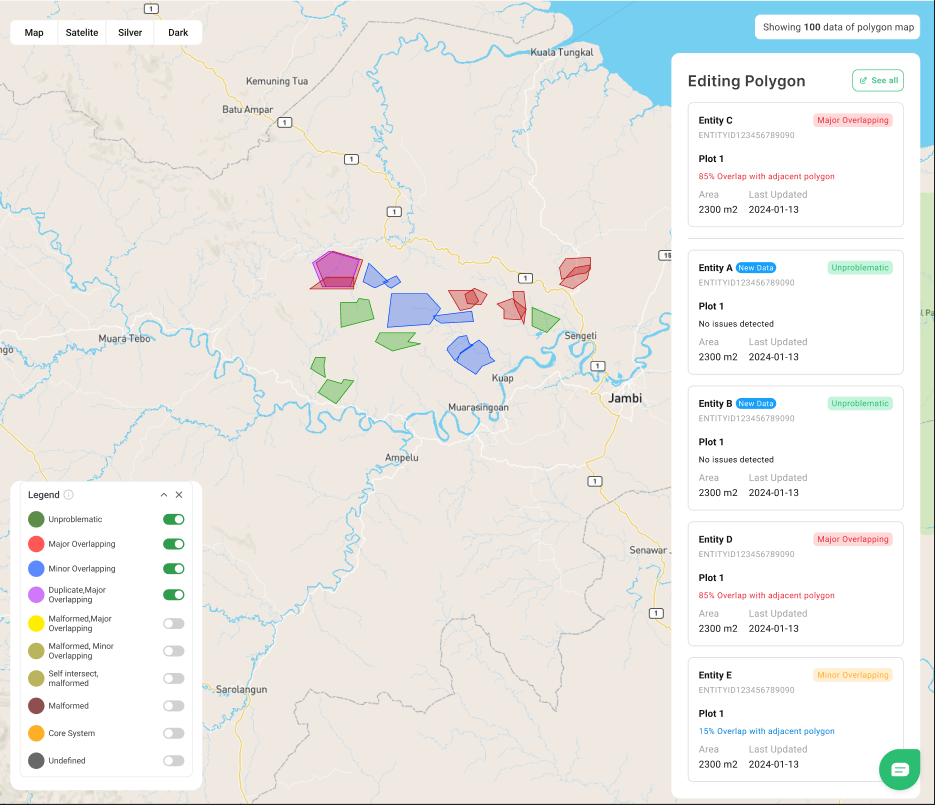 Map Satelite Silver Dark
Showing 100 data of polygon map
1
Kuala Tungkal
Kemuning Tua
Batu Ampar
1
1
1
1
Muara Tebo
Sengeti
1
Kuap
Jambi
Muarasingoan
Ampelu
1
Senawar
1
Sarolangun
Editing Polygon
See all
Entity C
Major Overlapping
ENTITYID123456789090
Plot 1
85% Overlap with adjacent polygon
Area Last Updated
2300 m2 2024-01-13
Entity A New Data
Unproblematic
ENTITYID123456789090
Plot 1
No issues detected
Area Last Updated
2300 m2 2024-01-13
Entity B New Data
Unproblematic
ENTITYID123456789090
Plot 1
No issues detected
Area Last Updated
2300 m2 2024-01-13
Entity D
Major Overlapping
ENTITYID123456789090
Plot 1
85% Overlap with adjacent polygon
Area Last Updated
2300 m2 2024-01-13
Entity E
Minor Overlapping
ENTITYID123456789090
Plot 1
15% Overlap with adjacent polygon
Area Last Updated
2300 m2 2024-01-13
Legend
Unproblematic
Major Overlapping
Minor Overlapping
Duplicate,Major
Overlapping
Malformed,Major
Overlapping
Malformed, Minor
Overlapping
Self intersect,
malformed
Malformed
Core System
Undefined